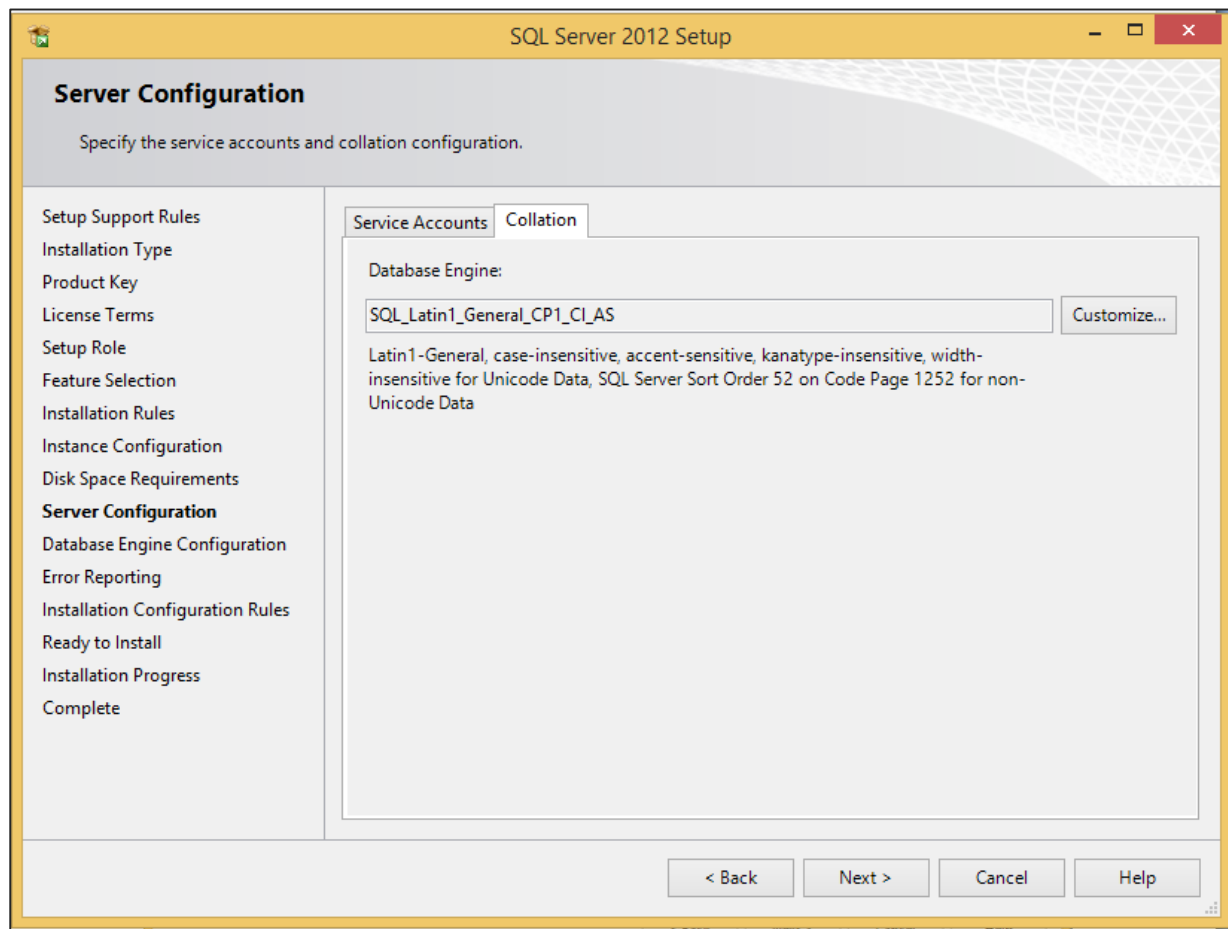 SQL Server 2012 Setup
Server Configuration
Specify the service accounts and collation configuration.
Setup Support Rules
Installation Type
Product Key
License Terms
Setup Role
Feature Selection
Installation Rules
Instance Configuration
Disk Space Requirements
Server Configuration
Database Engine Configuration
Error Reporting
Installation Configuration Rules
Ready to Install
Installation Progress
Complete
Service Accounts Collation
Database Engine:
SQL_Latin1_General_CP1_CI_AS Customize...
Latin1-General, case-insensitive, accent-sensitive, kanatype-insensitive, width-
insensitive for Unicode Data, SQL Server Sort Order 52 on Code Page 1252 for non-
Unicode Data
< Back Next > Cancel Help